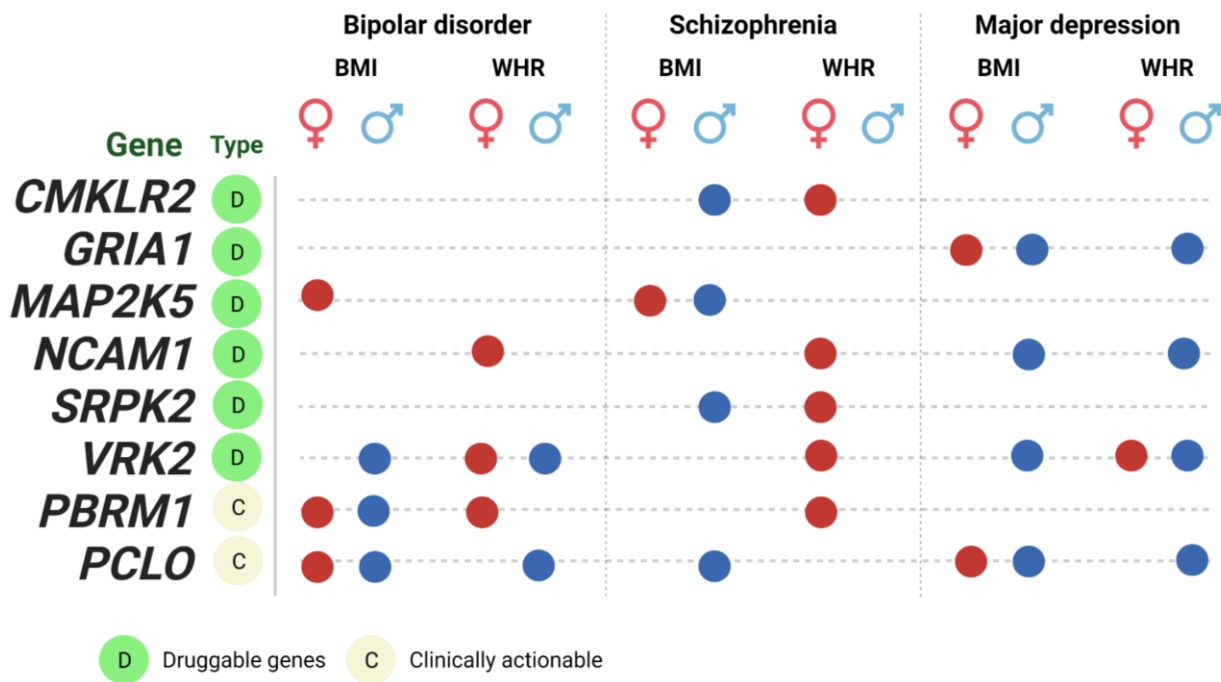 Bipolar disorder Schizophrenia Major depression
BMI WHR BMI WHR BMI WHR
Gene Type
CMKLR2 D
GRIA1 D
MAP2K5 D
NCAM1 D
SRPK2 D
VRK2 D
PBRM1 C
PCLO C
D Druggable genes C Clinically actionable